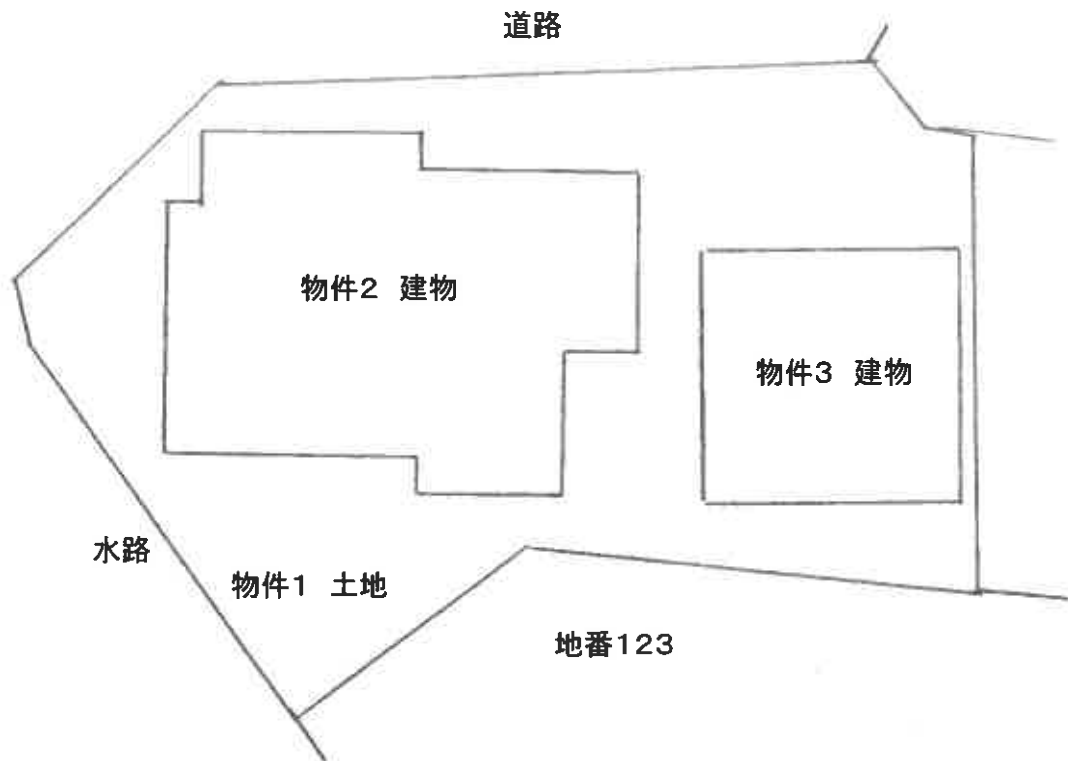 道路
物件2 建物
物件3 建物
水路
物件1 土地
地番123